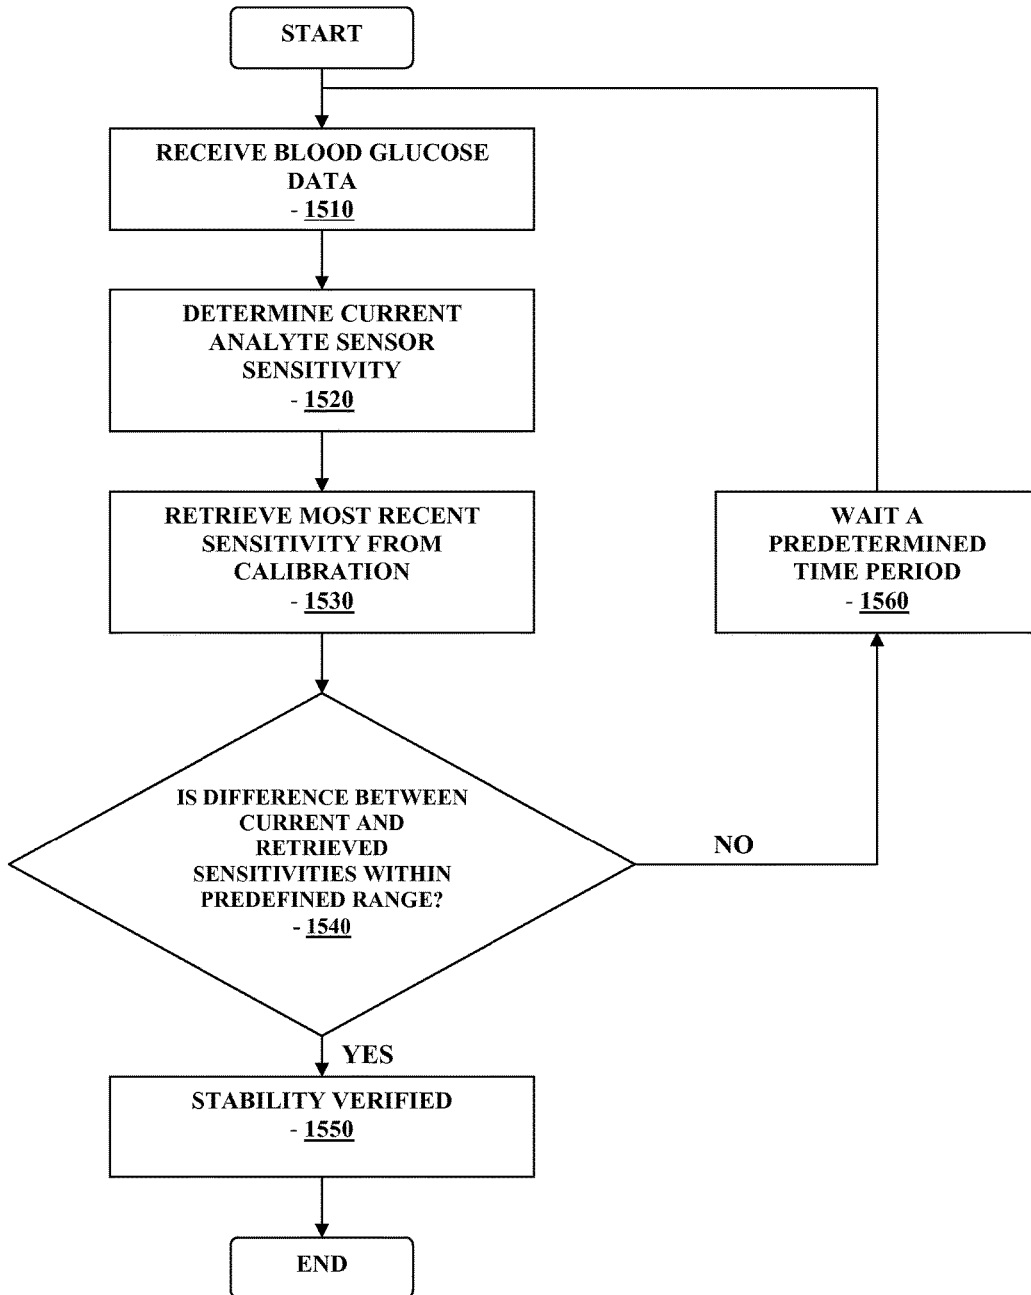 START
RECEIVE BLOOD GLUCOSE
DATA
- 1510
DETERMINE CURRENT
ANALYTE SENSOR
SENSITIVITY
- 1520
RETRIEVE MOST RECENT
SENSITIVITY FROM
CALIBRATION
- 1530
WAIT A
PREDETERMINED
TIME PERIOD
- 1560
IS DIFFERENCE BETWEEN
CURRENT AND
RETRIEVED
SENSITIVITIES WITHIN
PREDEFINED RANGE?
- 1540
NO
YES
STABILITY VERIFIED
- 1550
END